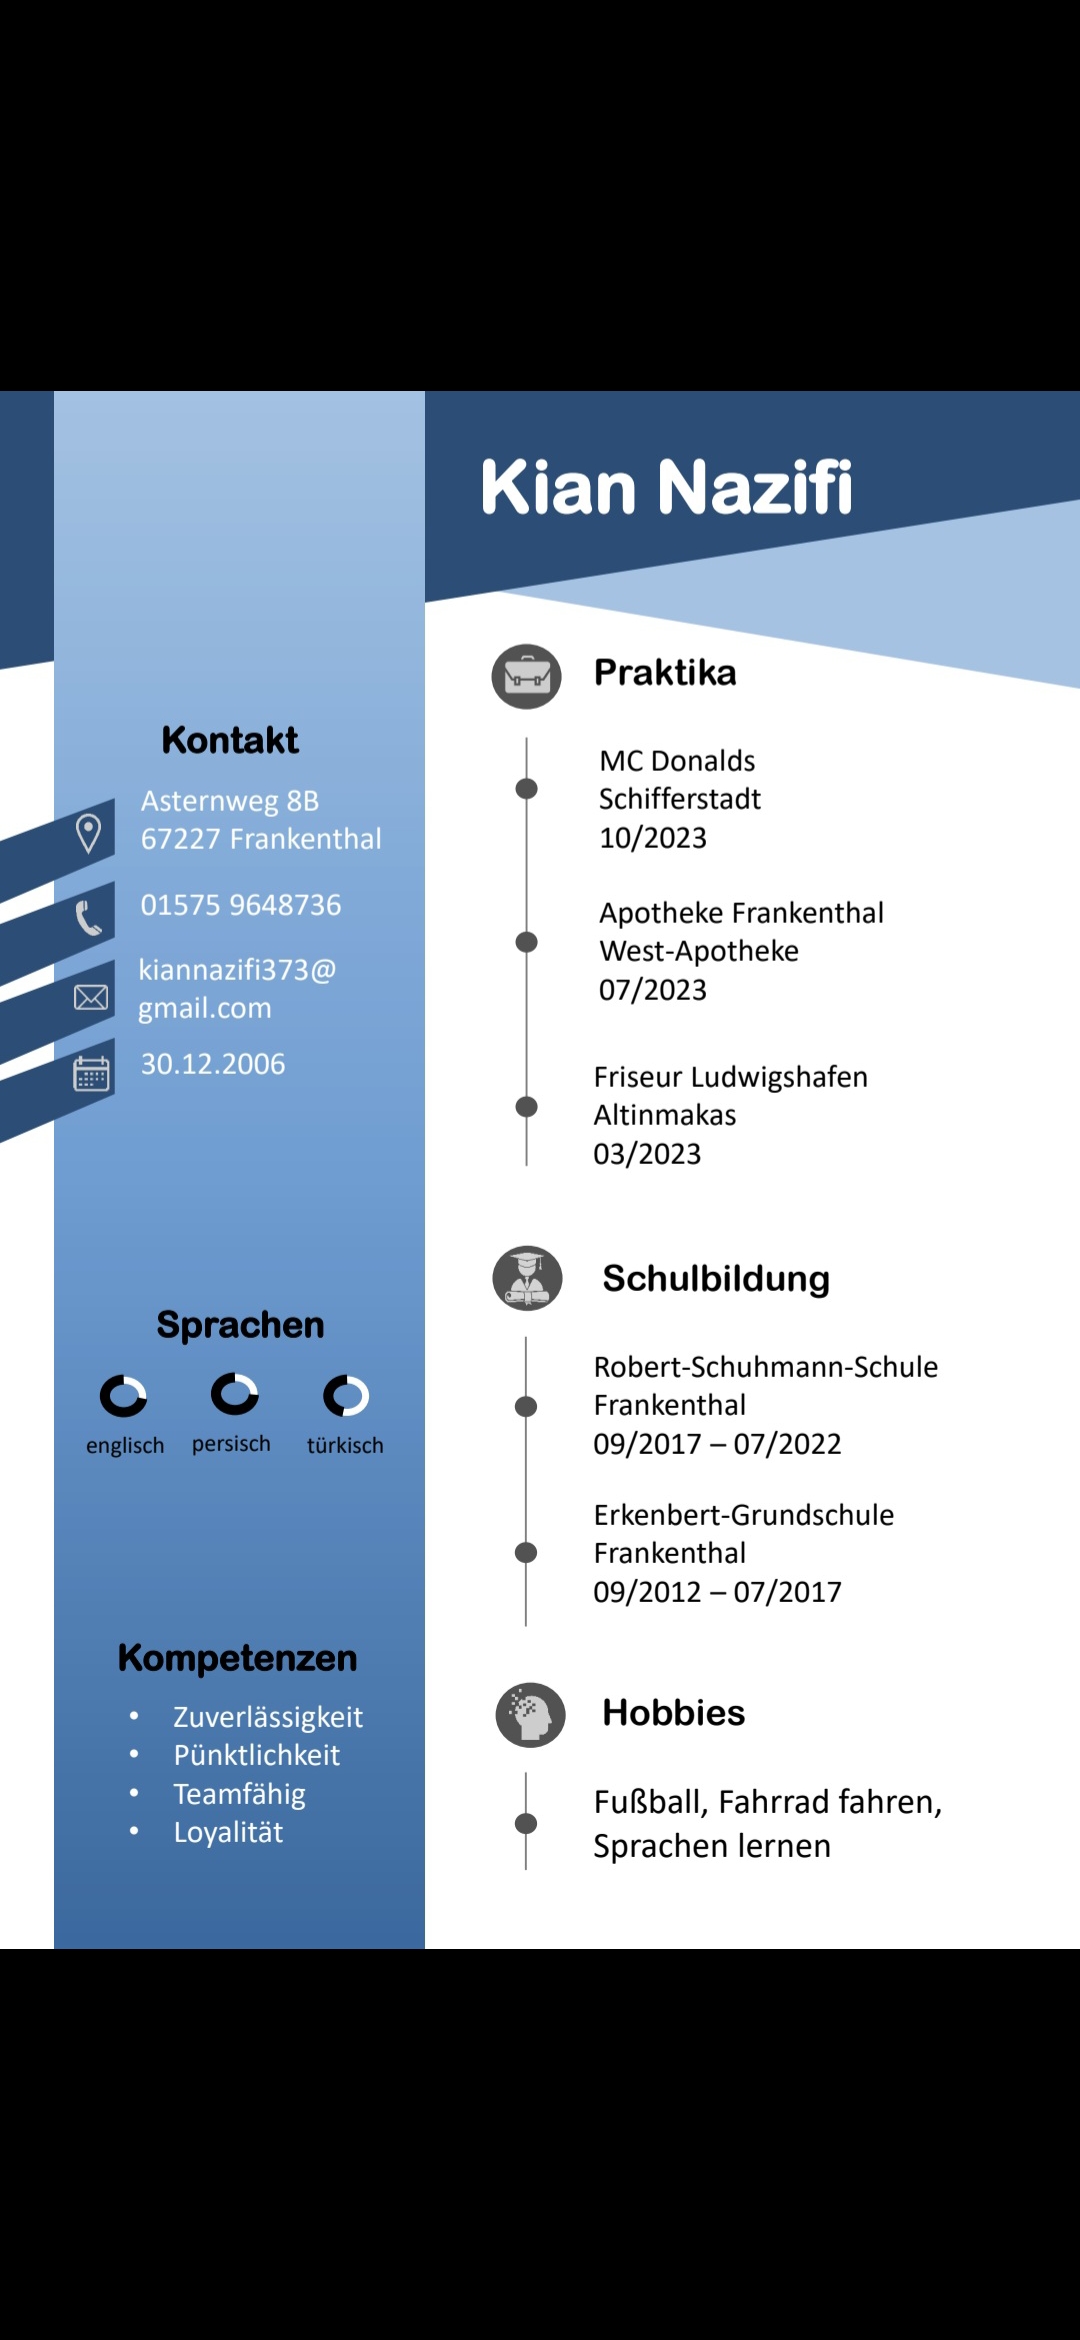 Kian Nazifi
Kontakt
Asternweg 8B
67227 Frankenthal
01575 9648736
kiannazifi373@
gmail.com
30.12.2006
Sprachen
englisch
persisch
türkisch
Kompetenzen
• Zuverlässigkeit
• Pünktlichkeit
• Teamfähig
• Loyalität
Praktika
MC Donalds
Schifferstadt
10/2023
Apotheke Frankenthal
West-Apotheke
07/2023
Friseur Ludwigshafen
Altinmakas
03/2023
Schulbildung
Robert-Schuhmann-Schule
Frankenthal
09/2017 – 07/2022
Erkenbert-Grundschule
Frankenthal
09/2012 – 07/2017
Hobbies
Fußball, Fahrrad fahren,
Sprachen lernen